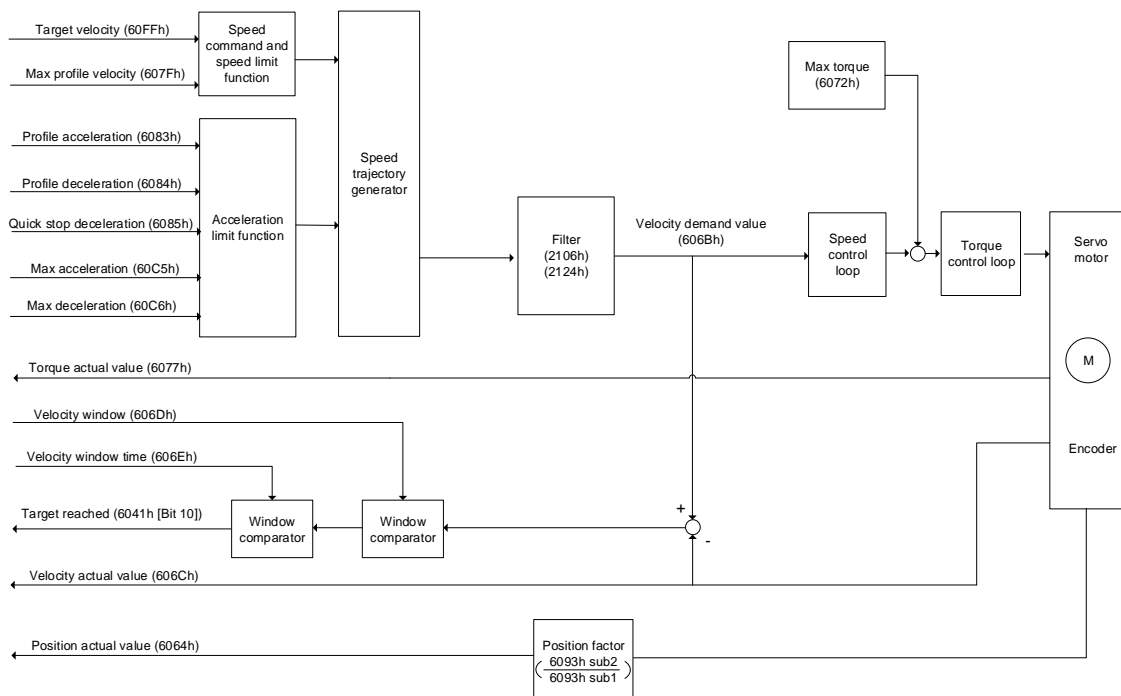 Target velocity (60FFh)
Max profile velocity (607Fh)
Speed
command and
speed limit
function
Profile acceleration (6083h)
Profile deceleration (6084h)
Quick stop deceleration (6085h)
Max acceleration (60C5h)
Max deceleration (60C6h)
Acceleration
limit function
Speed
trajectory
generator
Filter
(2106h)
(2124h)
Velocity demand value
(606Bh)
Max torque
(6072h)
Speed
control
loop
Torque
control loop
Servo
motor
M
Encoder
Torque actual value (6077h)
Velocity window (606Dh)
Velocity window time (606Eh)
Target reached (6041h [Bit 10])
Window
comparator
Window
comparator
+
-
Velocity actual value (606Ch)
Position actual value (6064h)
Position factor
(6093h sub2
6093h sub1)